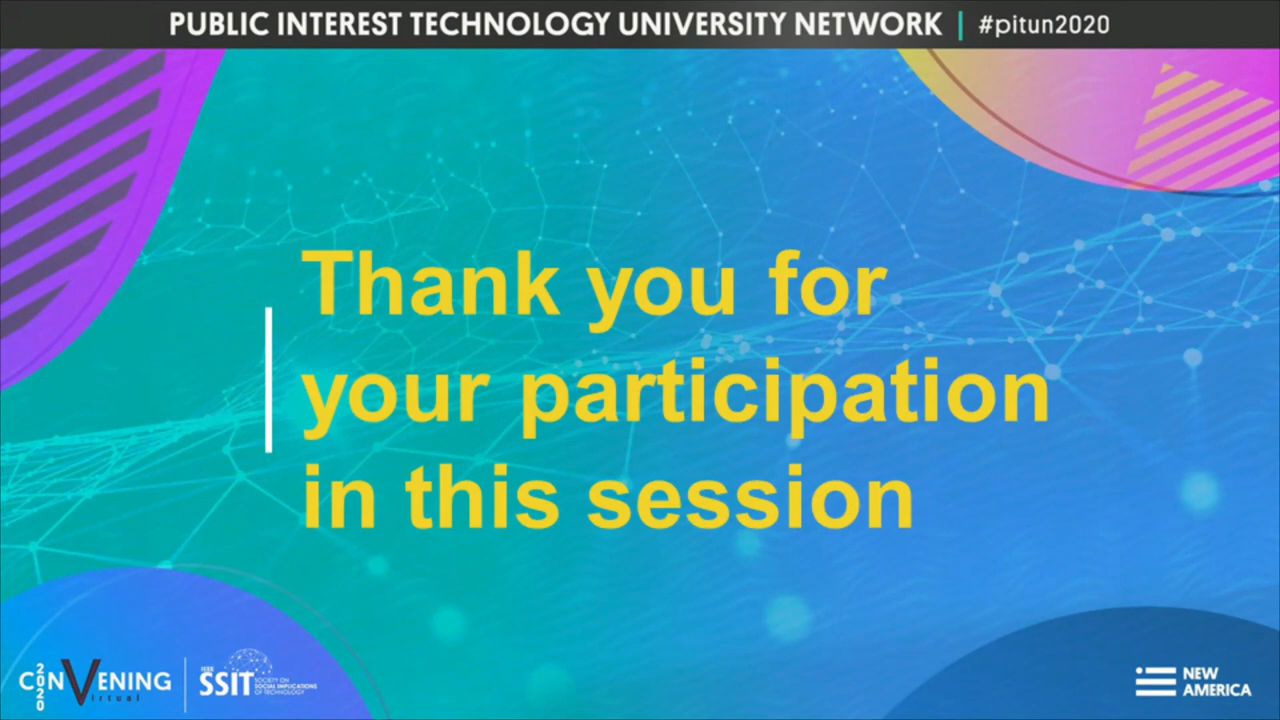 PUBLIC INTEREST TECHNOLOGY UNIVERSITY NETWORK | #pitun2020
Thank you for
your participation
in this session
2020
CONVENING
Virtual
IEEE
SSIT
SOCIETY ON
SOCIAL IMPLICATIONS
OF TECHNOLOGY
NEW
AMERICA